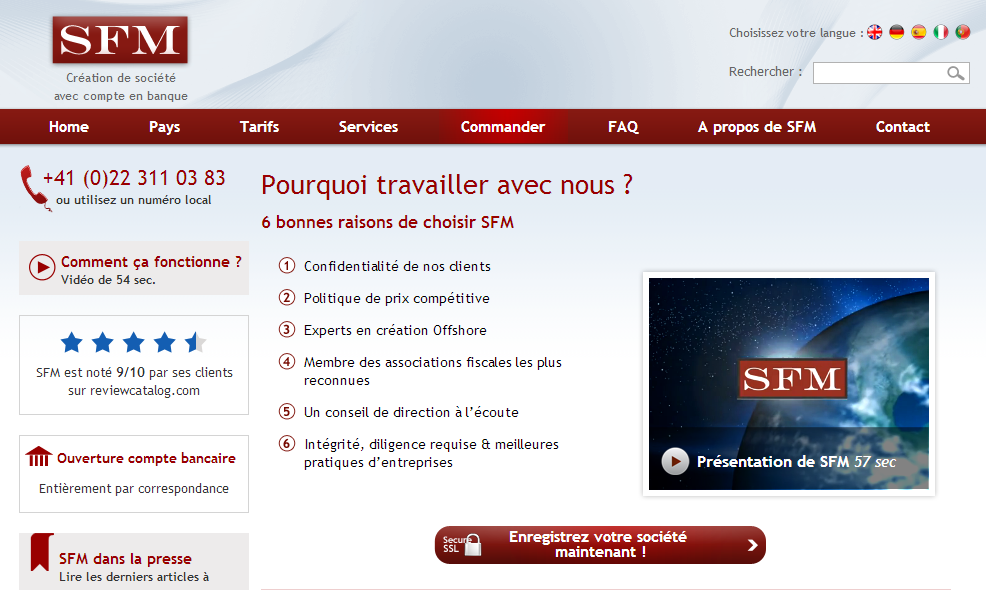 SFM
Création de société
avec compte en banque
Choisissez votre langue :
Rechercher :
Home Pays Tarifs Services Commander FAQ A propos de SFM Contact
+41 (0)22 311 03 83
ou utilisez un numéro local
Comment ça fonctionne ?
Vidéo de 54 sec.
SFM est noté 9/10 par ses clients
sur reviewcatalog.com
Ouverture compte bancaire
Entièrement par correspondance
SFM dans la presse
Lire les derniers articles à
Pourquoi travailler avec nous ?
6 bonnes raisons de choisir SFM
1 Confidentialité de nos clients
2 Politique de prix compétitive
3 Experts en création Offshore
4 Membre des associations fiscales les plus
reconnues
5 Un conseil de direction à l'écoute
6 Intégrité, diligence requise & meilleures
pratiques d'entreprises
SFM
Présentation de SFM 57 sec
Secure
SSL
Enregistrez votre société
maintenant !